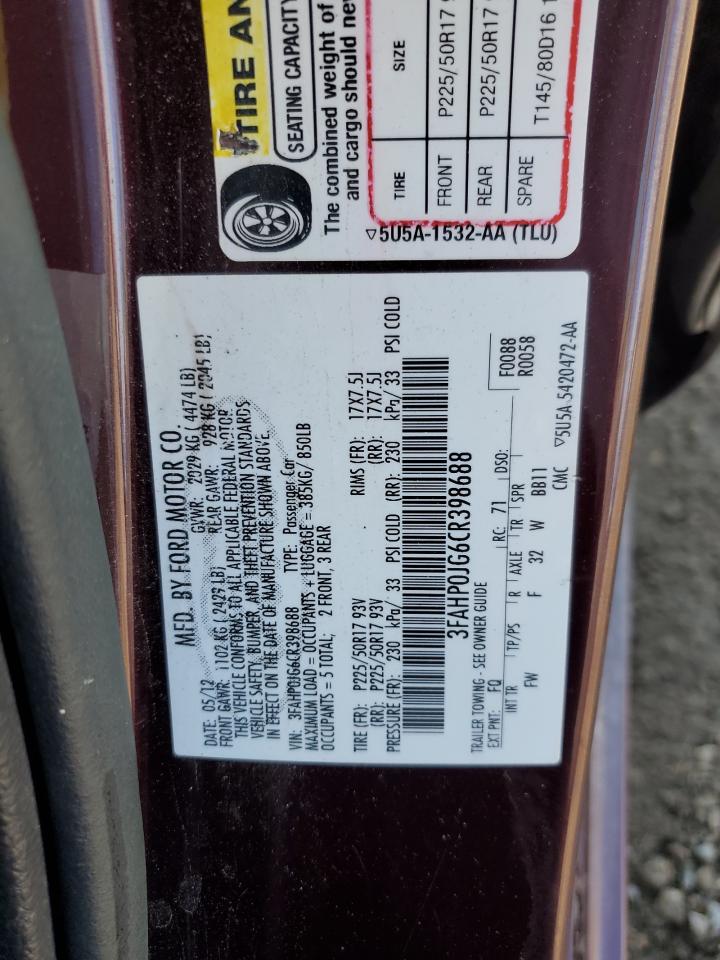 TIRE AN
SEATING CAPACITY
The combined weight of
and cargo should nev
TIRE SIZE
FRONT P225/50R17 9
REAR P225/50R17 9
SPARE T145/80D16 1
▽5U5A-1532-AA (TLU)
MFD. BY FORD MOTOR CO.
DATE: 05/12 GVWR: 2029 KG ( 4474 LB)
FRONT GAWR: 1102 KG ( 2429 LB) REAR GAWR: 928 KG ( 2045 LB)
THIS VEHICLE CONFORMS TO ALL APPLICABLE FEDERAL MOTOR
VEHICLE SAFETY, BUMPER, AND THEFT PREVENTION STANDARDS
IN EFFECT ON THE DATE OF MANUFACTURE SHOWN ABOVE.
VIN: 3FAHP0JG6CR398688 TYPE: Passenger Car
MAXIMUM LOAD = OCCUPANTS + LUGGAGE = 385KG/ 850LB
OCCUPANTS = 5 TOTAL; 2 FRONT, 3 REAR
TIRE (FR): P225/50R17 93V RIMS (FR): 17X7.5J
(RR): P225/50R17 93V (RR): 17X7.5J
PRESSURE (FR): 230 kPa/ 33 PSI COLD (RR): 230 kPa/ 33 PSI COLD
3FAHP0JG6CR398688
TRAILER TOWING - SEE OWNER GUIDE
F0088
R0058
EXT PNT: FQ RC: 71 DSO:
INT TR TP/PS R AXLE TR SPR
FW F 32 W BB11
CMC ▽5U5A-5420472-AA